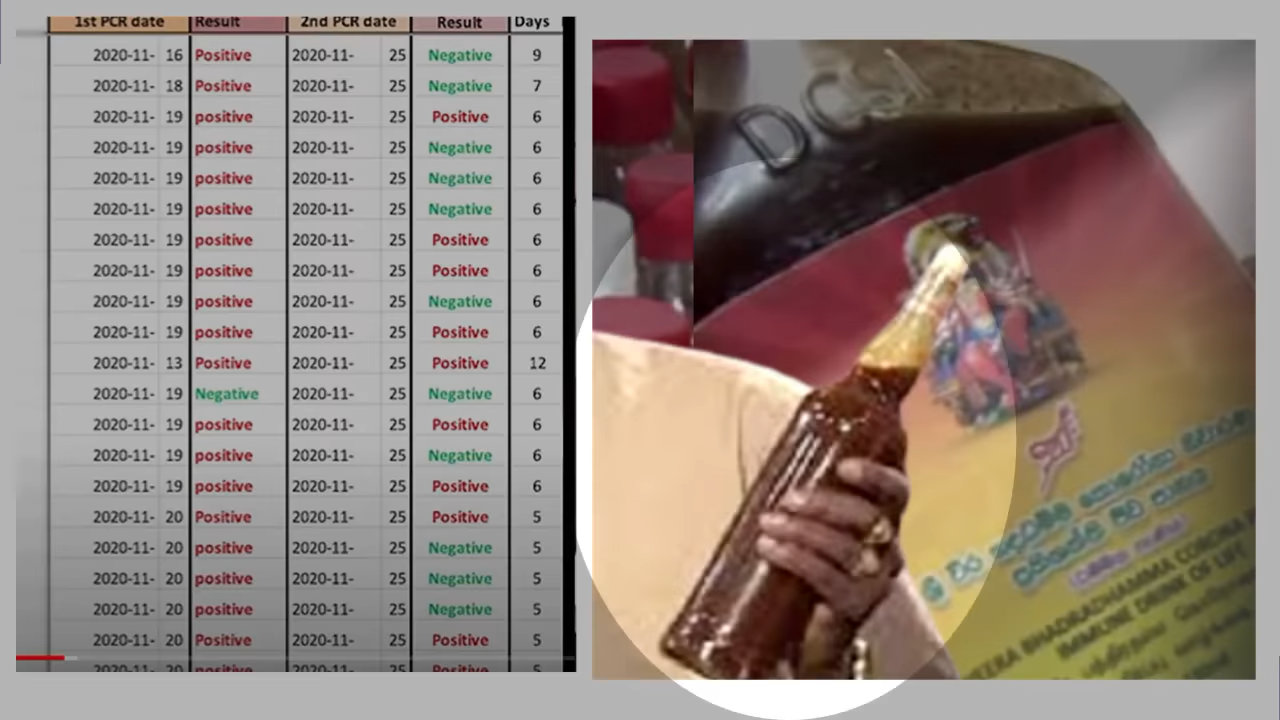 1st PCR date Result 2nd PCR date Result Days
2020-11- 16 Positive 2020-11- 25 Negative 9
2020-11- 18 Positive 2020-11- 25 Negative 7
2020-11- 19 positive 2020-11- 25 Positive 6
2020-11- 19 positive 2020-11- 25 Negative 6
2020-11- 19 positive 2020-11- 25 Negative 6
2020-11- 19 positive 2020-11- 25 Negative 6
2020-11- 19 positive 2020-11- 25 Positive 6
2020-11- 19 positive 2020-11- 25 Positive 6
2020-11- 19 positive 2020-11- 25 Negative 6
2020-11- 19 positive 2020-11- 25 Positive 6
2020-11- 13 Positive 2020-11- 25 Positive 12
2020-11- 19 Negative 2020-11- 25 Negative 6
2020-11- 19 positive 2020-11- 25 Positive 6
2020-11- 19 positive 2020-11- 25 Negative 6
2020-11- 19 positive 2020-11- 25 Positive 6
2020-11- 20 Positive 2020-11- 25 Positive 5
2020-11- 20 positive 2020-11- 25 Negative 5
2020-11- 20 positive 2020-11- 25 Negative 5
2020-11- 20 positive 2020-11- 25 Negative 5
2020-11- 20 Positive 2020-11- 25 Positive 5
2020-11- 20 positive 2020-11- 25 Positive 5
DCSL
ශ්‍රී
BHADRADHAMMA CORONA
IMMUNE DRINK OF LIFE